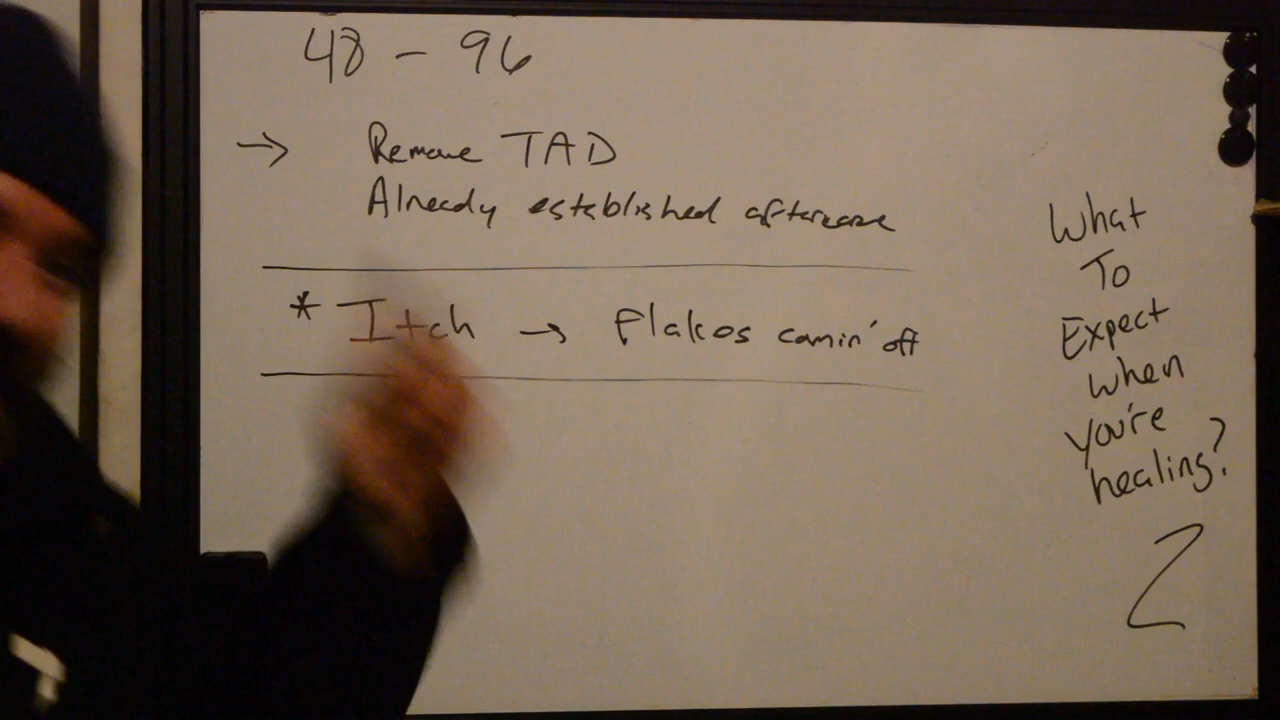 48 - 96
→ Remove TAD
Already established aftercare
* Itch → Flakes comin' off
What
To
Expect
when
you're
healing?
2